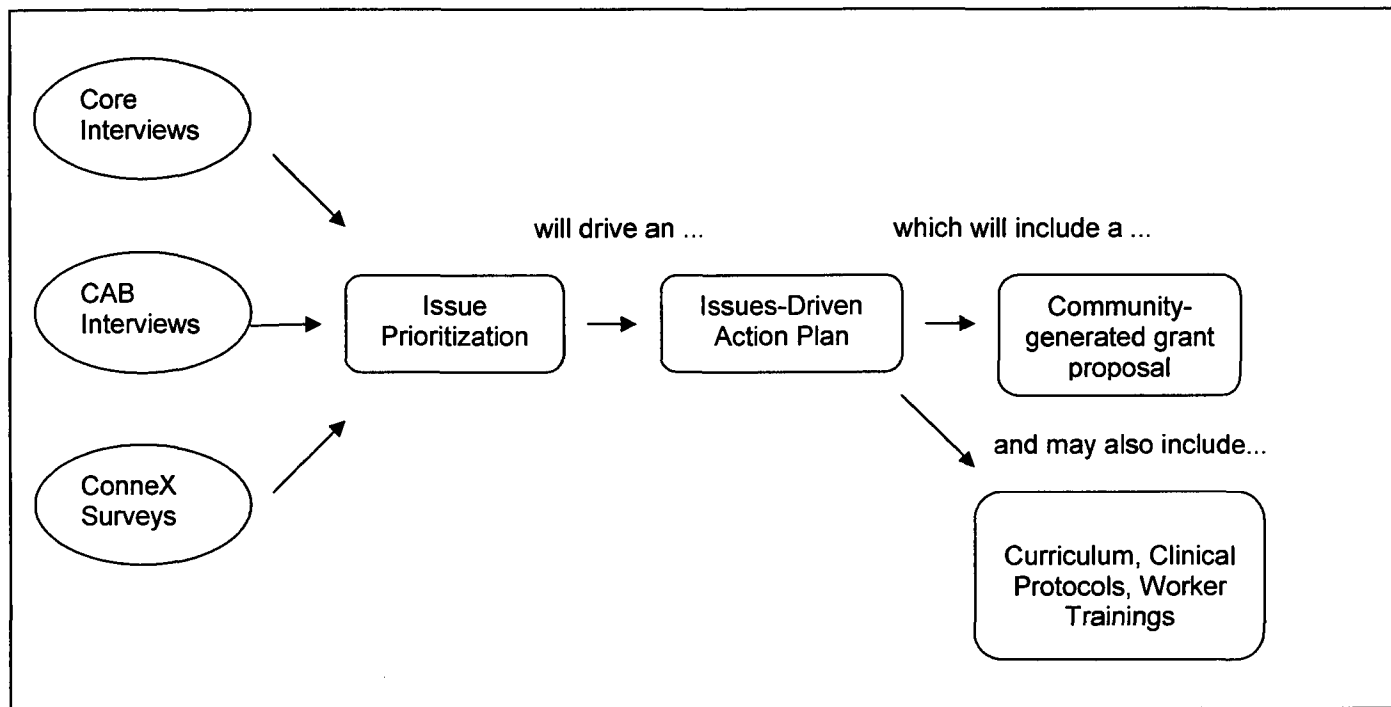 Core
Interviews
CAB
Interviews
ConneX
Surveys
will drive an ...
which will include a ...
Issue
Prioritization
Issues-Driven
Action Plan
Community-
generated grant
proposal
and may also include...
Curriculum, Clinical
Protocols, Worker
Trainings